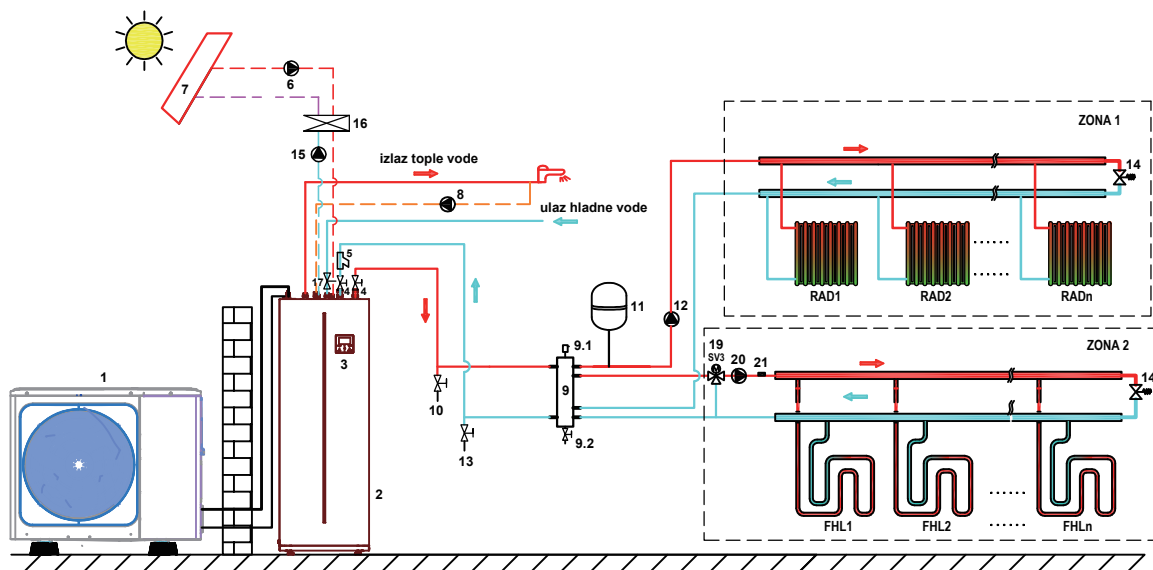 ZONA 1
6
7
16
15
izlaz tople vode
8
ulaz hladne vode
14
5
17
4
4
RAD1
RAD2
RADn
......
......
11
12
ZONA 2
9.1
19
SV3
20
21
3
1
9
10
14
9.2
13
2
......
......
FHL1
FHL2
FHLn